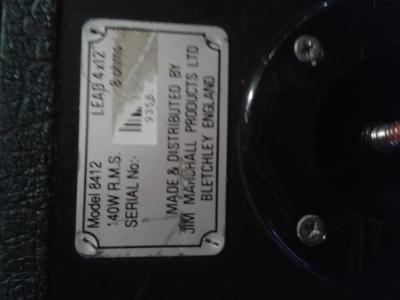 Model 8412 LEAD 4x12"
140W R.M.S. 8 ohms
SERIAL No:- 9358
MADE & DISTRIBUTED BY
JIM MARSHALL PRODUCTS LTD
BLETCHLEY ENGLAND